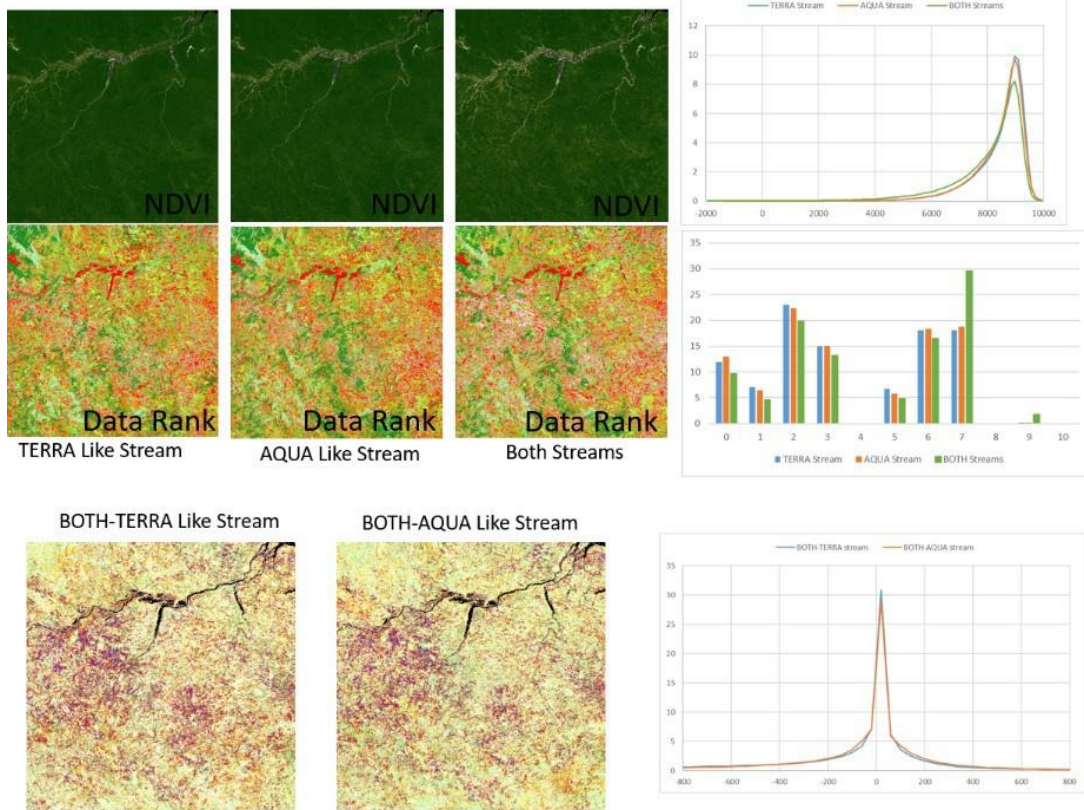 TERRA Stream AQUA Stream BOTH Streams
12
10
8
6
4
2
0
-2000 0 2000 4000 6000 8000 10000
NDVI NDVI NDVI
35
30
25
20
15
10
5
0
0 1 2 3 4 5 6 7 8 9 10
TERRA Stream AQUA Stream BOTH Streams
Data Rank Data Rank Data Rank
TERRA Like Stream AQUA Like Stream Both Streams
BOTH-TERRA Like Stream BOTH-AQUA Like Stream
BOTH-TERRA stream BOTH-AQUA stream
35
30
25
20
15
10
5
0
-800 -600 -400 -200 0 200 400 600 800